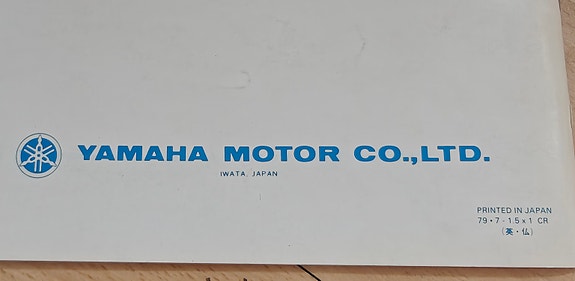 YAMAHA MOTOR CO.,LTD.
IWATA, JAPAN
PRINTED IN JAPAN
79・7-1.5×1 CR
(英・仏)